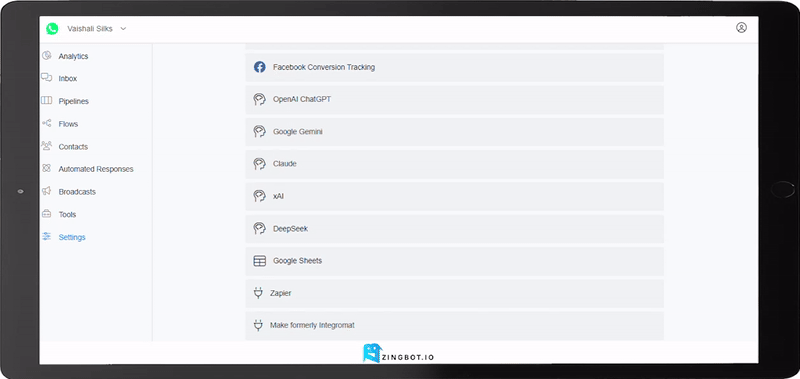 Vaishali Silks
Analytics
Inbox
Pipelines
Flows
Contacts
Automated Responses
Broadcasts
Tools
Settings
Facebook Conversion Tracking
OpenAI ChatGPT
Google Gemini
Claude
xAI
DeepSeek
Google Sheets
Zapier
Make formerly Integromat
ZINGBOT.IO